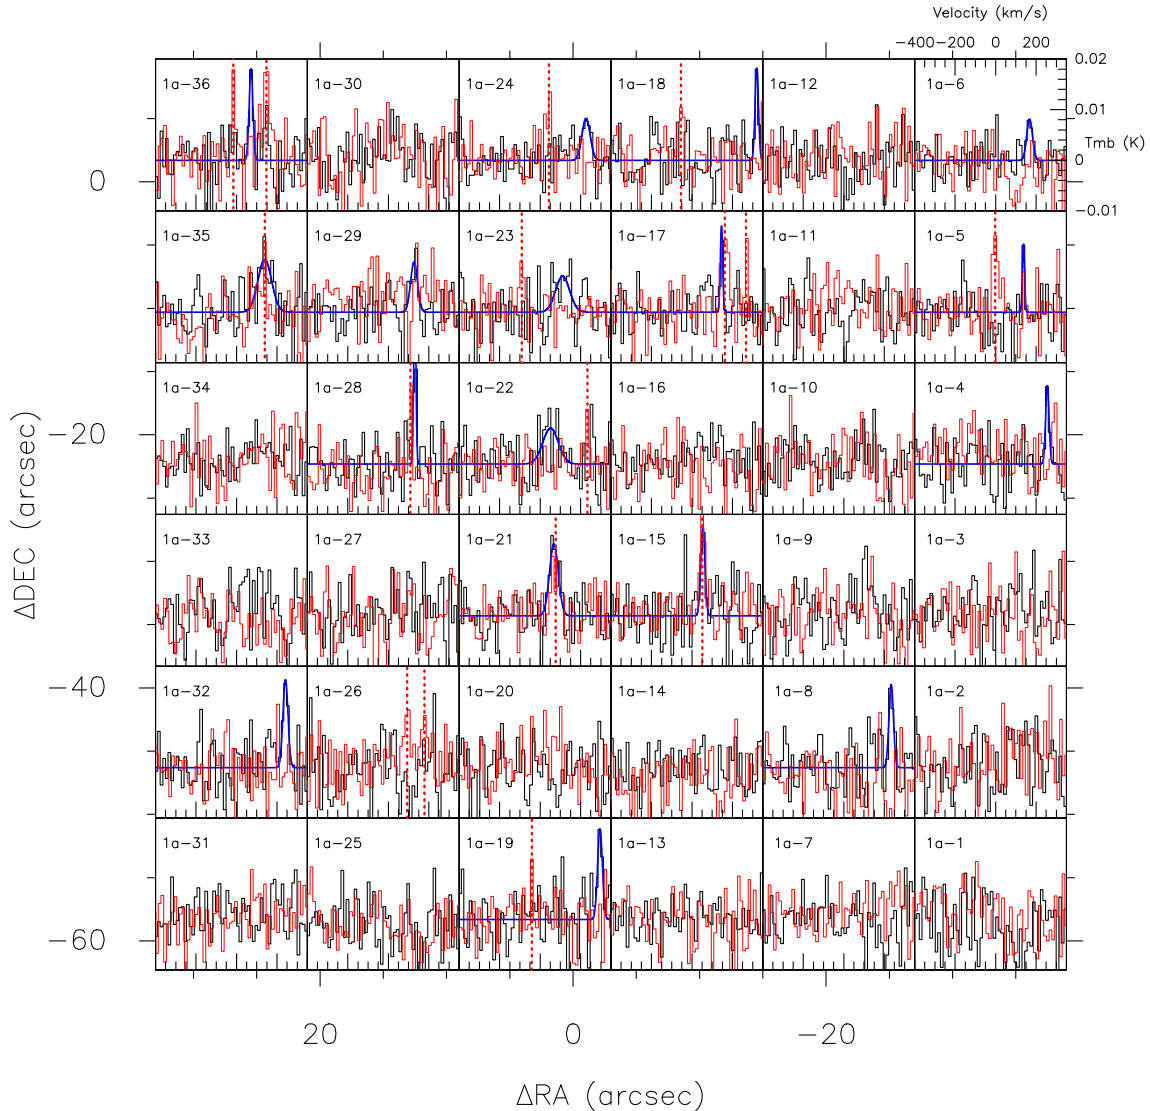 Velocity (km/s)
−400 −200 0 200
1a−36 1a−30 1a−24 1a−18 1a−12 1a−6
0.02
0.01
Tmb (K)
0
−0.01
0
1a−35 1a−29 1a−23 1a−17 1a−11 1a−5
1a−34 1a−28 1a−22 1a−16 1a−10 1a−4
−20
1a−33 1a−27 1a−21 1a−15 1a−9 1a−3
ΔDEC (arcsec)
1a−32 1a−26 1a−20 1a−14 1a−8 1a−2
−40
1a−31 1a−25 1a−19 1a−13 1a−7 1a−1
−60
20 0 −20
ΔRA (arcsec)